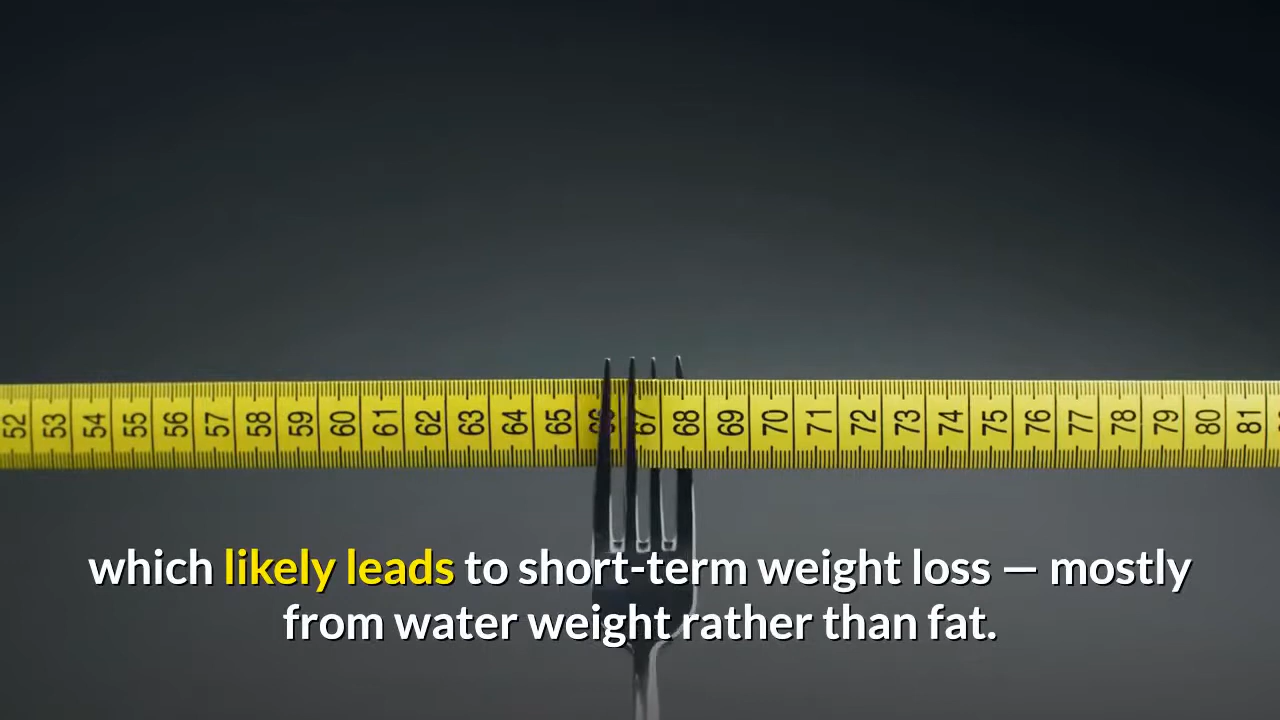 52 53 54 55 56 57 58 59 60 61 62 63 64 65 66 67 68 69 70 71 72 73 74 75 76 77 78 79 80 81
which likely leads to short-term weight loss — mostly
from water weight rather than fat.